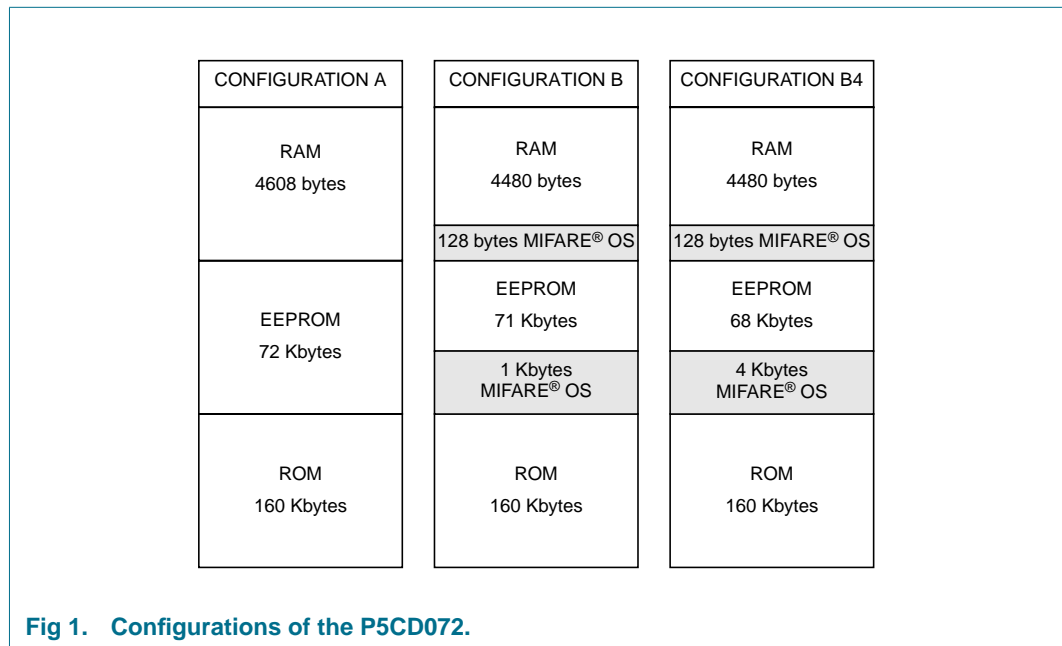 CONFIGURATION A
RAM
4608 bytes
EEPROM
72 Kbytes
ROM
160 Kbytes
CONFIGURATION B
RAM
4480 bytes
128 bytes MIFARE® OS
EEPROM
71 Kbytes
1 Kbytes
MIFARE® OS
ROM
160 Kbytes
CONFIGURATION B4
RAM
4480 bytes
128 bytes MIFARE® OS
EEPROM
68 Kbytes
4 Kbytes
MIFARE® OS
ROM
160 Kbytes
Fig 1. Configurations of the P5CD072.